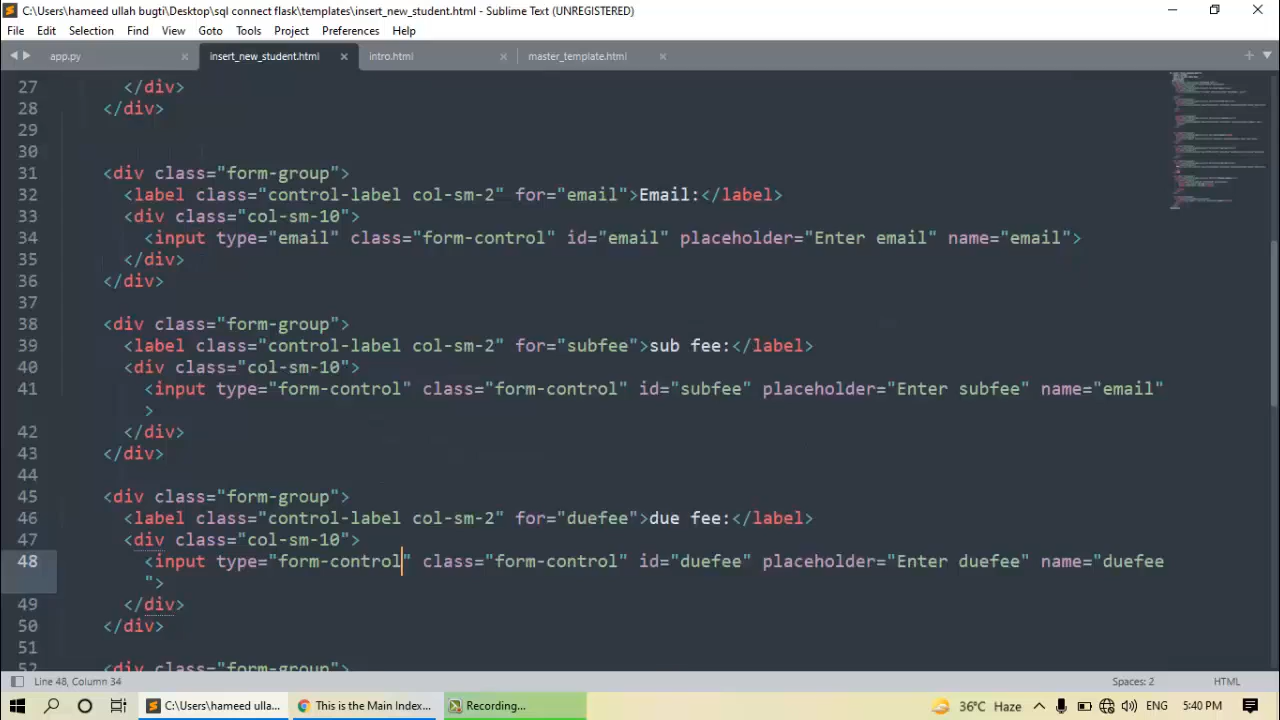 C:\Users\hameed ullah bugti\Desktop\sql connect flask\templates\insert_new_student.html - Sublime Text (UNREGISTERED)
File Edit Selection Find View Goto Tools Project Preferences Help
app.py insert_new_student.html intro.html master_template.html
27 </div>
28 </div>
29
30
31 <div class="form-group">
32 <label class="control-label col-sm-2" for="email">Email:</label>
33 <div class="col-sm-10">
34 <input type="email" class="form-control" id="email" placeholder="Enter email" name="email">
35 </div>
36 </div>
37
38 <div class="form-group">
39 <label class="control-label col-sm-2" for="subfee">sub fee:</label>
40 <div class="col-sm-10">
41 <input type="form-control" class="form-control" id="subfee" placeholder="Enter subfee" name="email"
>
42 </div>
43 </div>
44
45 <div class="form-group">
46 <label class="control-label col-sm-2" for="duefee">due fee:</label>
47 <div class="col-sm-10">
48 <input type="form-control" class="form-control" id="duefee" placeholder="Enter duefee" name="duefee
">
49 </div>
50 </div>
51
52 <div class="form-group">
Line 48, Column 34 Spaces: 2 HTML
C:\Users\hameed ulla... This is the Main Index... Recording... 36°C Haze ENG 5:40 PM